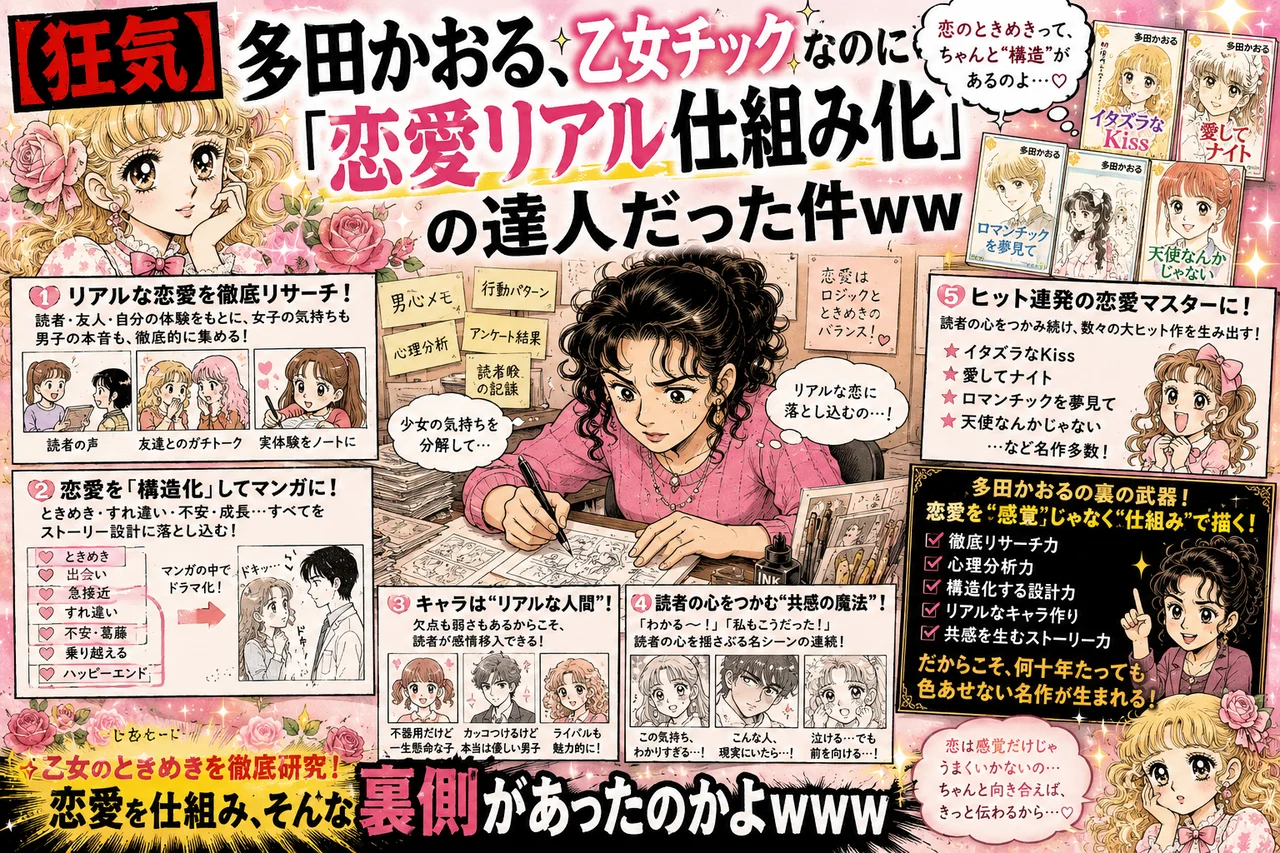 【狂気】
多田かおる、乙女チックなのに
「恋愛リアル仕組み化」
の達人だった件ww
恋のときめきって、
ちゃんと“構造”が
あるのよ…♡
多田かおる
イタズラな
Kiss
多田かおる
愛して
ナイト
多田かおる
ロマンチック
を夢見て
多田かおる
多田かおる
天使なんか
じゃない
1 リアルな恋愛を徹底リサーチ！
読者・友人・自分の体験をもとに、女子の気持ちも
男子の本音も、徹底的に集める！
読者の声
友達とのガチトーク
実体験をノートに
2 恋愛を「構造化」してマンガに！
ときめき・すれ違い・不安・成長…すべてを
ストーリー設計に落とし込む！
ときめき
出会い
急接近
すれ違い
不安・葛藤
乗り越える
ハッピーエンド
マンガの中で
ドラマ化！
ドキッ…
男心メモ
行動パターン
心理分析
アンケート結果
読者
の記録
恋愛は
ロジックと
ときめきの
バランス！
少女の気持ちを
分解して…
リアルな恋に
落とし込むの…！
INK
3 キャラは“リアルな人間”！
欠点も弱さもあるからこそ、
読者が感情移入できる！
不器用だけど
一生懸命な子
カッコつけるけど
本当は優しい男子
ライバルも
魅力的に！
4 読者の心をつかむ“共感の魔法”！
「わかる〜！」「私もこうだった！」
読者の心を揺さぶる名シーンの連続！
この気持ち、
わかりすぎる…！
こんな人、
現実にいたら…！
泣ける…でも
前を向ける…！
5 ヒット連発の恋愛マスターに！
読者の心をつかみ続け、数々の大ヒット作を生み出す！
★ イタズラなKiss
★ 愛してナイト
★ ロマンチックを夢見て
★ 天使なんかじゃない
…など名作多数！
多田かおるの裏の武器！
恋愛を“感覚”じゃなく“仕組み”で描く！
徹底リサーチ力
心理分析力
構造化する設計力
リアルなキャラ作り
共感を生むストーリー力
だからこそ、何十年たっても
色あせない名作が生まれる！
恋は感覚だけじゃ
うまくいかないの…
ちゃんと向き合えば、
きっと伝わるから…♡
乙女のときめきを徹底研究！
恋愛を仕組み、そんな裏側があったのかよwww